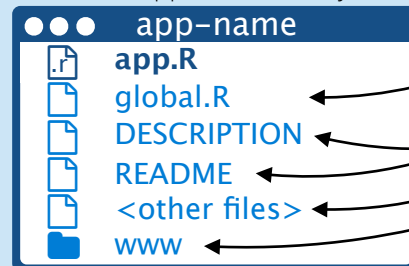 app-name
.r app.R
global.R
DESCRIPTION
README
<other files>
www